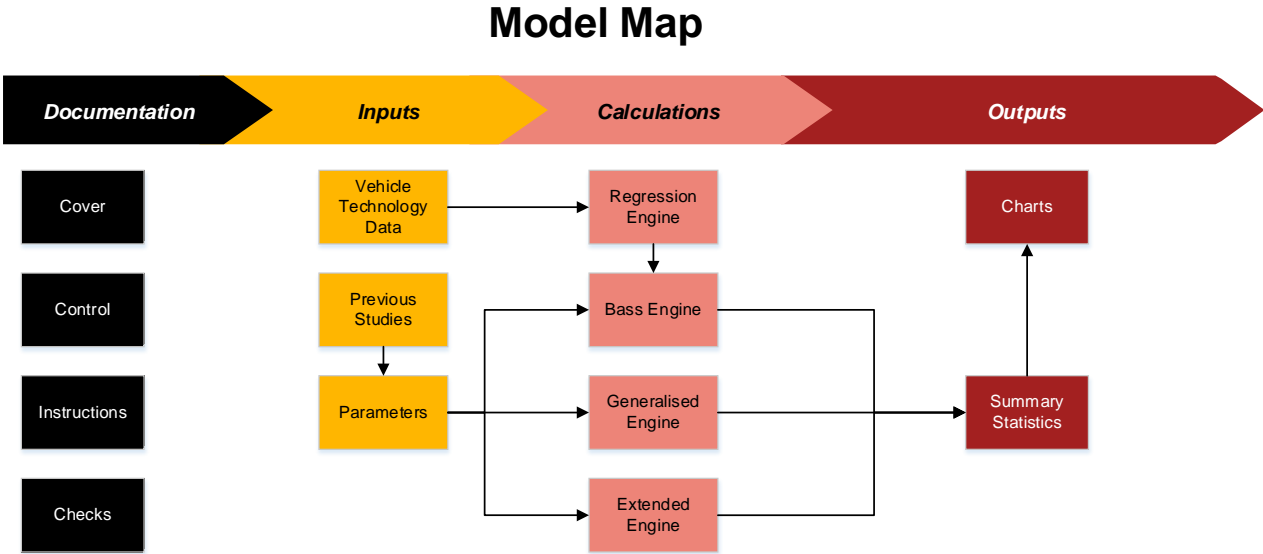 Model Map
Documentation
Inputs
Calculations
Outputs
Cover
Vehicle
Technology
Data
Regression
Engine
Charts
Control
Previous
Studies
Bass Engine
Instructions
Parameters
Generalised
Engine
Summary
Statistics
Checks
Extended
Engine